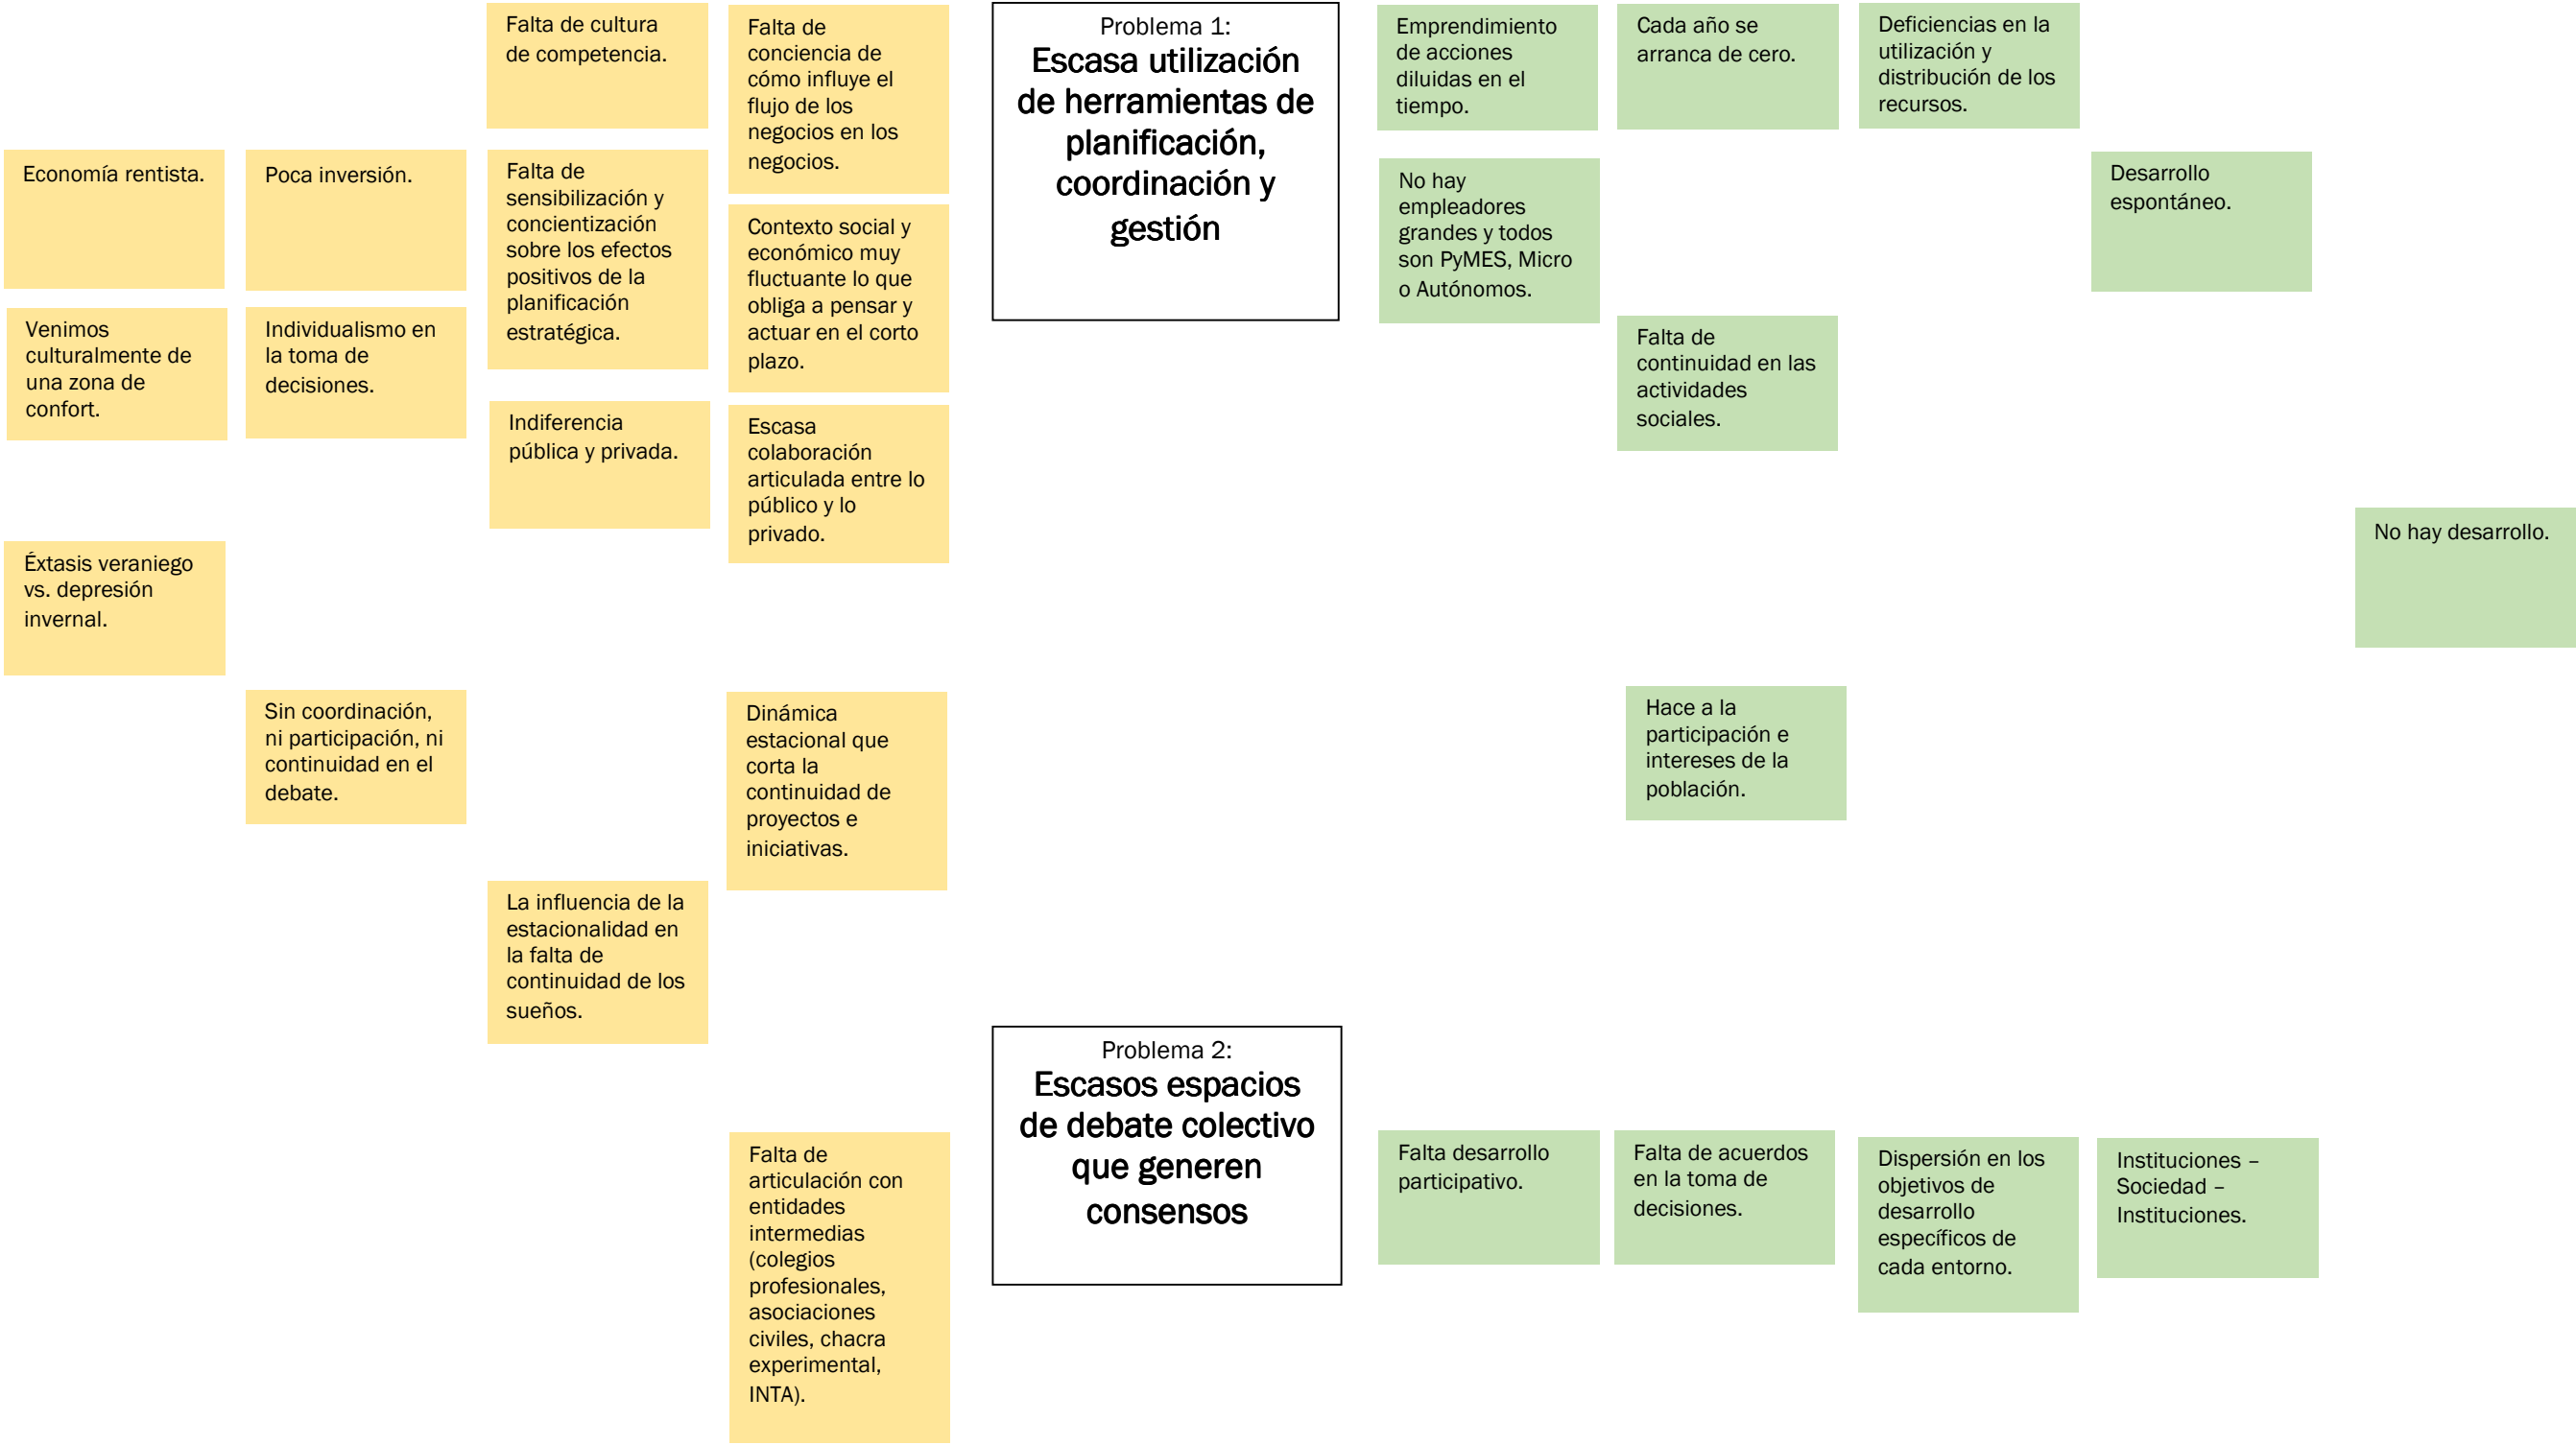 Falta de cultura
de competencia.
Falta de
conciencia de
cómo influye el
flujo de los
negocios en los
negocios.
Problema 1:
Escasa utilización
de herramientas de
planificación,
coordinación y
gestión
Emprendimiento
de acciones
diluidas en el
tiempo.
Cada año se
arranca de cero.
Deficiencias en la
utilización y
distribución de los
recursos.
Economía rentista.
Poca inversión.
Falta de
sensibilización y
concientización
sobre los efectos
positivos de la
planificación
estratégica.
Contexto social y
económico muy
fluctuante lo que
obliga a pensar y
actuar en el corto
plazo.
No hay
empleadores
grandes y todos
son PyMES, Micro
o Autónomos.
Desarrollo
espontáneo.
Venimos
culturalmente de
una zona de
confort.
Individualismo en
la toma de
decisiones.
Falta de
continuidad en las
actividades
sociales.
Indiferencia
pública y privada.
Escasa
colaboración
articulada entre lo
público y lo
privado.
No hay desarrollo.
Éxtasis veraniego
vs. depresión
invernal.
Sin coordinación,
ni participación, ni
continuidad en el
debate.
Dinámica
estacional que
corta la
continuidad de
proyectos e
iniciativas.
Hace a la
participación e
intereses de la
población.
La influencia de la
estacionalidad en
la falta de
continuidad de los
sueños.
Problema 2:
Escasos espacios
de debate colectivo
que generen
consensos
Falta de
articulación con
entidades
intermedias
(colegios
profesionales,
asociaciones
civiles, chacra
experimental,
INTA).
Falta desarrollo
participativo.
Falta de acuerdos
en la toma de
decisiones.
Dispersión en los
objetivos de
desarrollo
específicos de
cada entorno.
Instituciones –
Sociedad –
Instituciones.